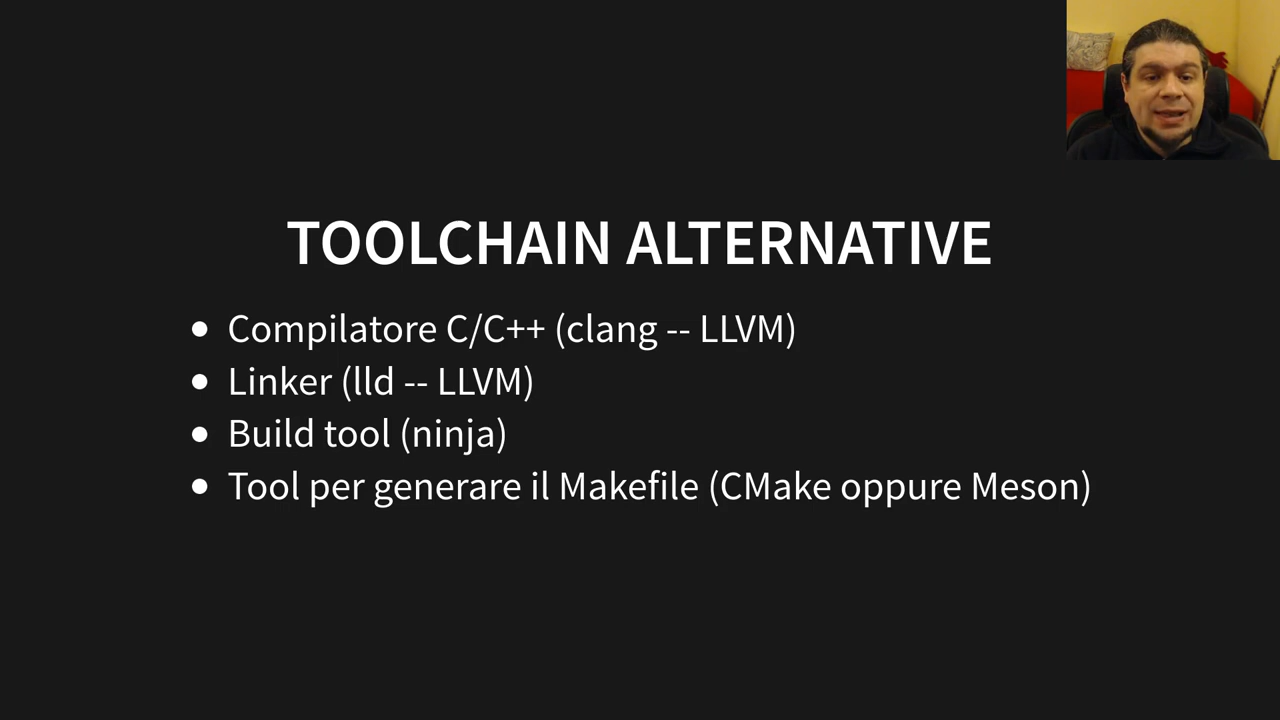 TOOLCHAIN ALTERNATIVE
Compilatore C/C++ (clang -- LLVM)
Linker (lld -- LLVM)
Build tool (ninja)
Tool per generare il Makefile (CMake oppure Meson)